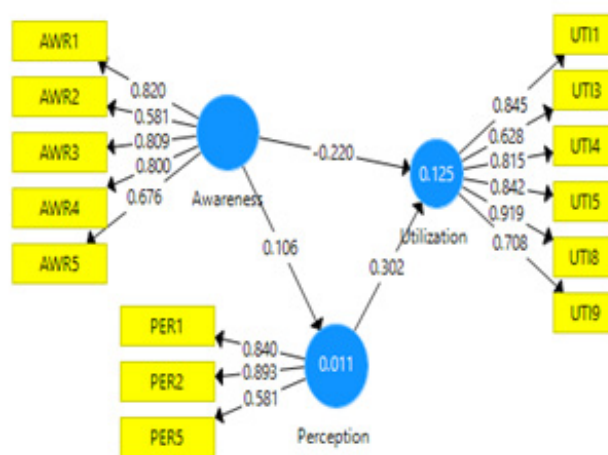 AWR1
AWR2
AWR3
AWR4
AWR5
0.820
0.581
0.809
0.800
0.676
Awareness
-0.220
0.106
0.125
Utilization
0.302
0.845
0.628
0.815
0.842
0.919
0.708
UTI1
UTI3
UTI4
UTI5
UTI8
UTI9
PER1
PER2
PER5
0.840
0.893
0.581
0.011
Perception